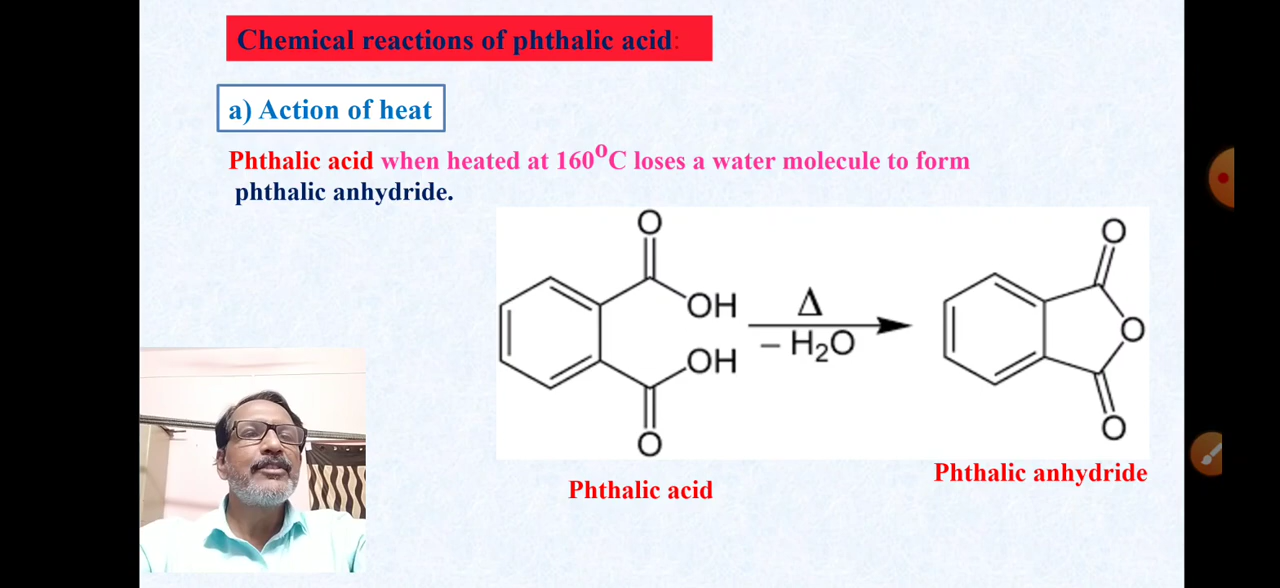 Chemical reactions of phthalic acid:
a) Action of heat
Phthalic acid when heated at 160⁰C loses a water molecule to form
phthalic anhydride.
O
OH
OH
O
Δ
– H₂O
O
O
O
Phthalic acid
Phthalic anhydride